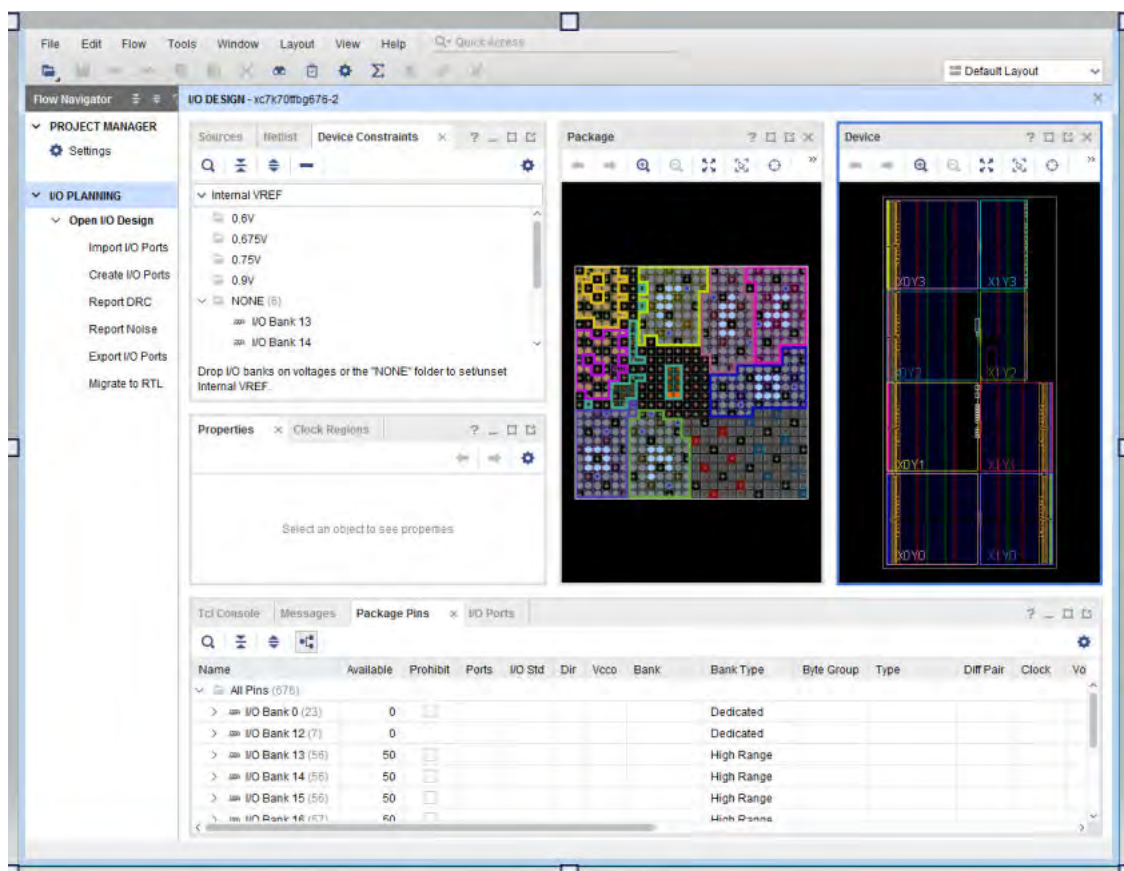 File Edit Flow Tools Window Layout View Help Quick Access
Default Layout
Flow Navigator
I/O DESIGN - xc7k70tfbg676-2
PROJECT MANAGER
Settings
I/O PLANNING
Open I/O Design
Import I/O Ports
Create I/O Ports
Report DRC
Report Noise
Export I/O Ports
Migrate to RTL
Sources Netlist Device Constraints
Internal VREF
0.6V
0.675V
0.75V
0.9V
NONE (6)
I/O Bank 13
I/O Bank 14
Drop I/O banks on voltages or the "NONE" folder to set/unset
Internal VREF.
Properties Clock Regions
Select an object to see properties
Package
Device
X0Y3 X1Y3
X0Y2 X1Y2
X0Y1 X1Y1
X0Y0 X1Y0
Tcl Console Messages Package Pins I/O Ports
Name Available Prohibit Ports I/O Std Dir Vcco Bank Bank Type Byte Group Type Diff Pair Clock Vo
All Pins (676)
I/O Bank 0 (23) 0 Dedicated
I/O Bank 12 (7) 0 Dedicated
I/O Bank 13 (56) 50 High Range
I/O Bank 14 (56) 50 High Range
I/O Bank 15 (56) 50 High Range
I/O Bank 16 (57) 50 High Range